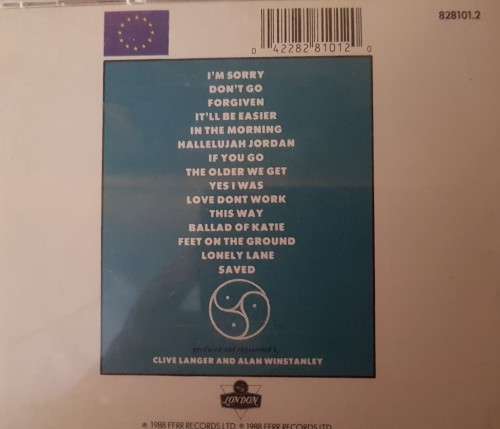 828101.2
0 42282 81012 0
I'M SORRY
DON'T GO
FORGIVEN
IT'LL BE EASIER
IN THE MORNING
HALLELUJAH JORDAN
IF YOU GO
THE OLDER WE GET
YES I WAS
LOVE DONT WORK
THIS WAY
BALLAD OF KATIE
FEET ON THE GROUND
LONELY LANE
SAVED
CLIVE LANGER AND ALAN WINSTANLEY
LONDON
℗ 1988 FFRR RECORDS LTD. © 1988 FFRR RECORDS LTD.